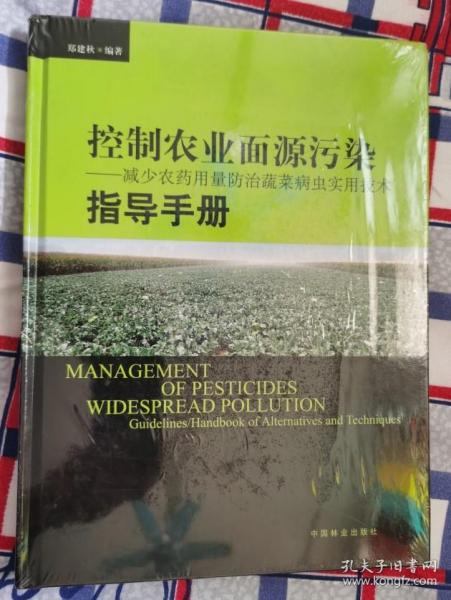 郑建秋 * 编著
控制农业面源污染
——减少农药用量防治蔬菜病虫实用技术
指导手册
MANAGEMENT
OF PESTICIDES
WIDESPREAD POLLUTION
Guidelines/Handbook of Alternatives and Techniques
中国林业出版社
孔夫子旧书网
kongfz.com